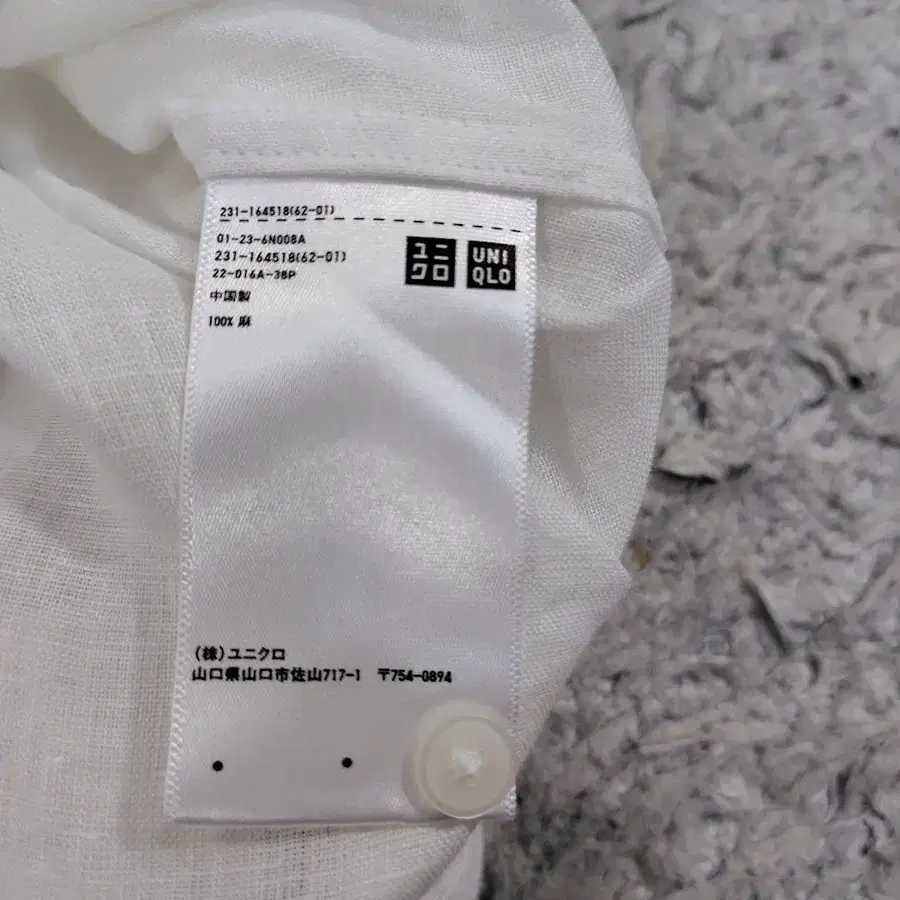 231-164518(62-01)
01-23-6N008A
231-164518(62-01)
22-016A-38P
中国製
100% 麻
ユニクロ
UNIQLO
(株)ユニクロ
山口県山口市佐山717-1 〒754-0894